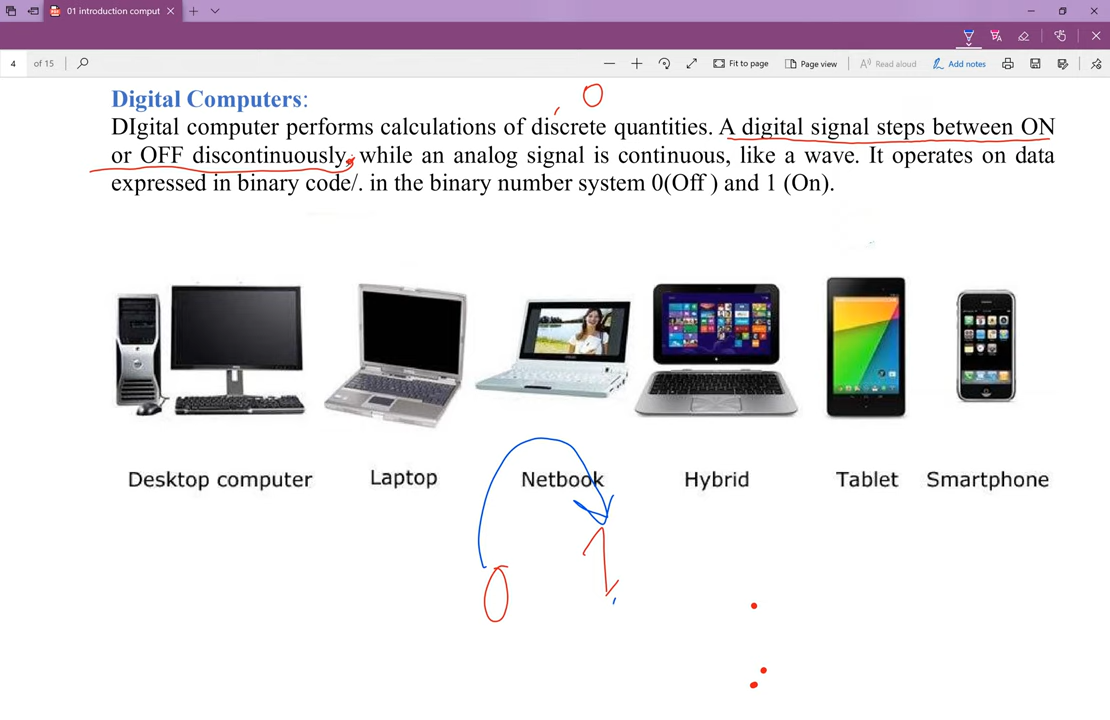 01 introduction comput
4 of 15 Fit to page Page view Read aloud Add notes
0
Digital Computers:
DIgital computer performs calculations of discrete quantities. A digital signal steps between ON
or OFF discontinuously, while an analog signal is continuous, like a wave. It operates on data
expressed in binary code/. in the binary number system 0(Off ) and 1 (On).
Desktop computer Laptop Netbook Hybrid Tablet Smartphone
0 1